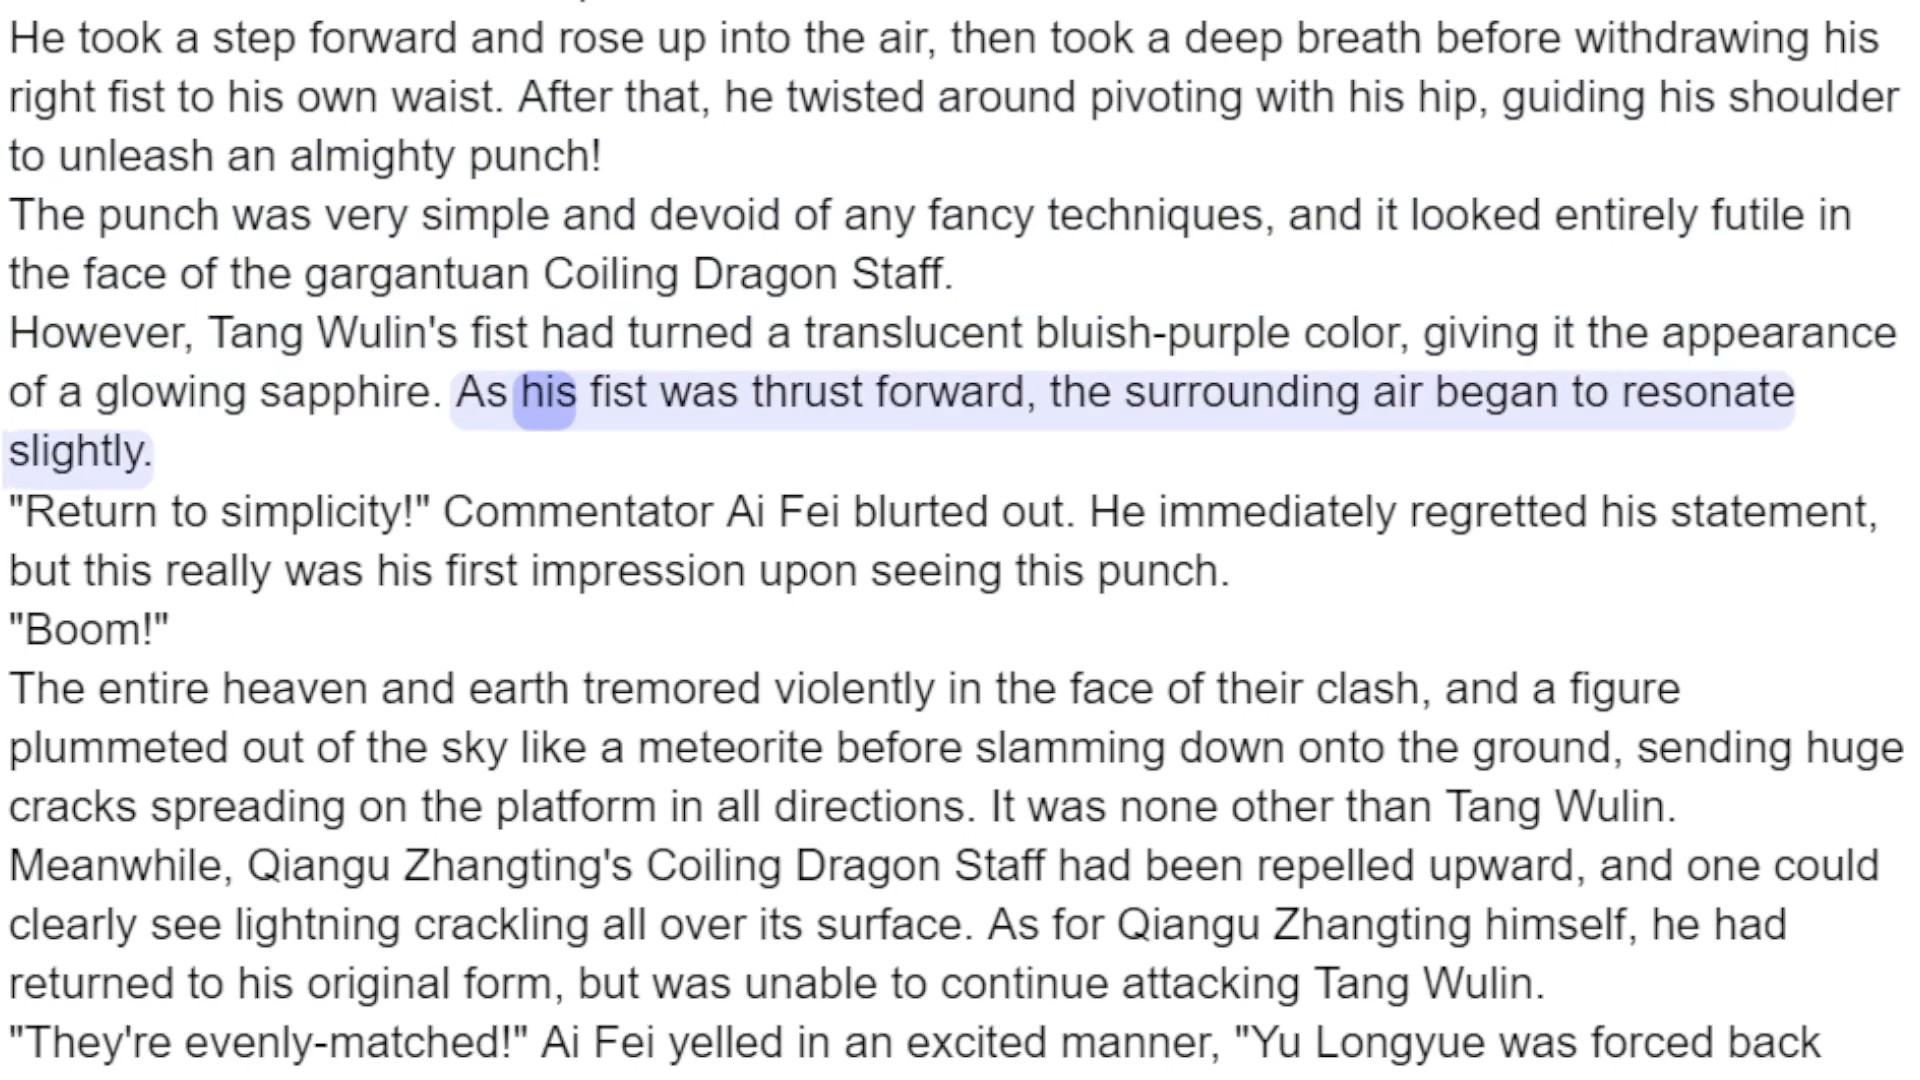 He took a step forward and rose up into the air, then took a deep breath before withdrawing his
right fist to his own waist. After that, he twisted around pivoting with his hip, guiding his shoulder
to unleash an almighty punch!
The punch was very simple and devoid of any fancy techniques, and it looked entirely futile in
the face of the gargantuan Coiling Dragon Staff.
However, Tang Wulin's fist had turned a translucent bluish-purple color, giving it the appearance
of a glowing sapphire. As his fist was thrust forward, the surrounding air began to resonate
slightly.
"Return to simplicity!" Commentator Ai Fei blurted out. He immediately regretted his statement,
but this really was his first impression upon seeing this punch.
"Boom!"
The entire heaven and earth tremored violently in the face of their clash, and a figure
plummeted out of the sky like a meteorite before slamming down onto the ground, sending huge
cracks spreading on the platform in all directions. It was none other than Tang Wulin.
Meanwhile, Qiangu Zhangting's Coiling Dragon Staff had been repelled upward, and one could
clearly see lightning crackling all over its surface. As for Qiangu Zhangting himself, he had
returned to his original form, but was unable to continue attacking Tang Wulin.
"They're evenly-matched!" Ai Fei yelled in an excited manner, "Yu Longyue was forced back